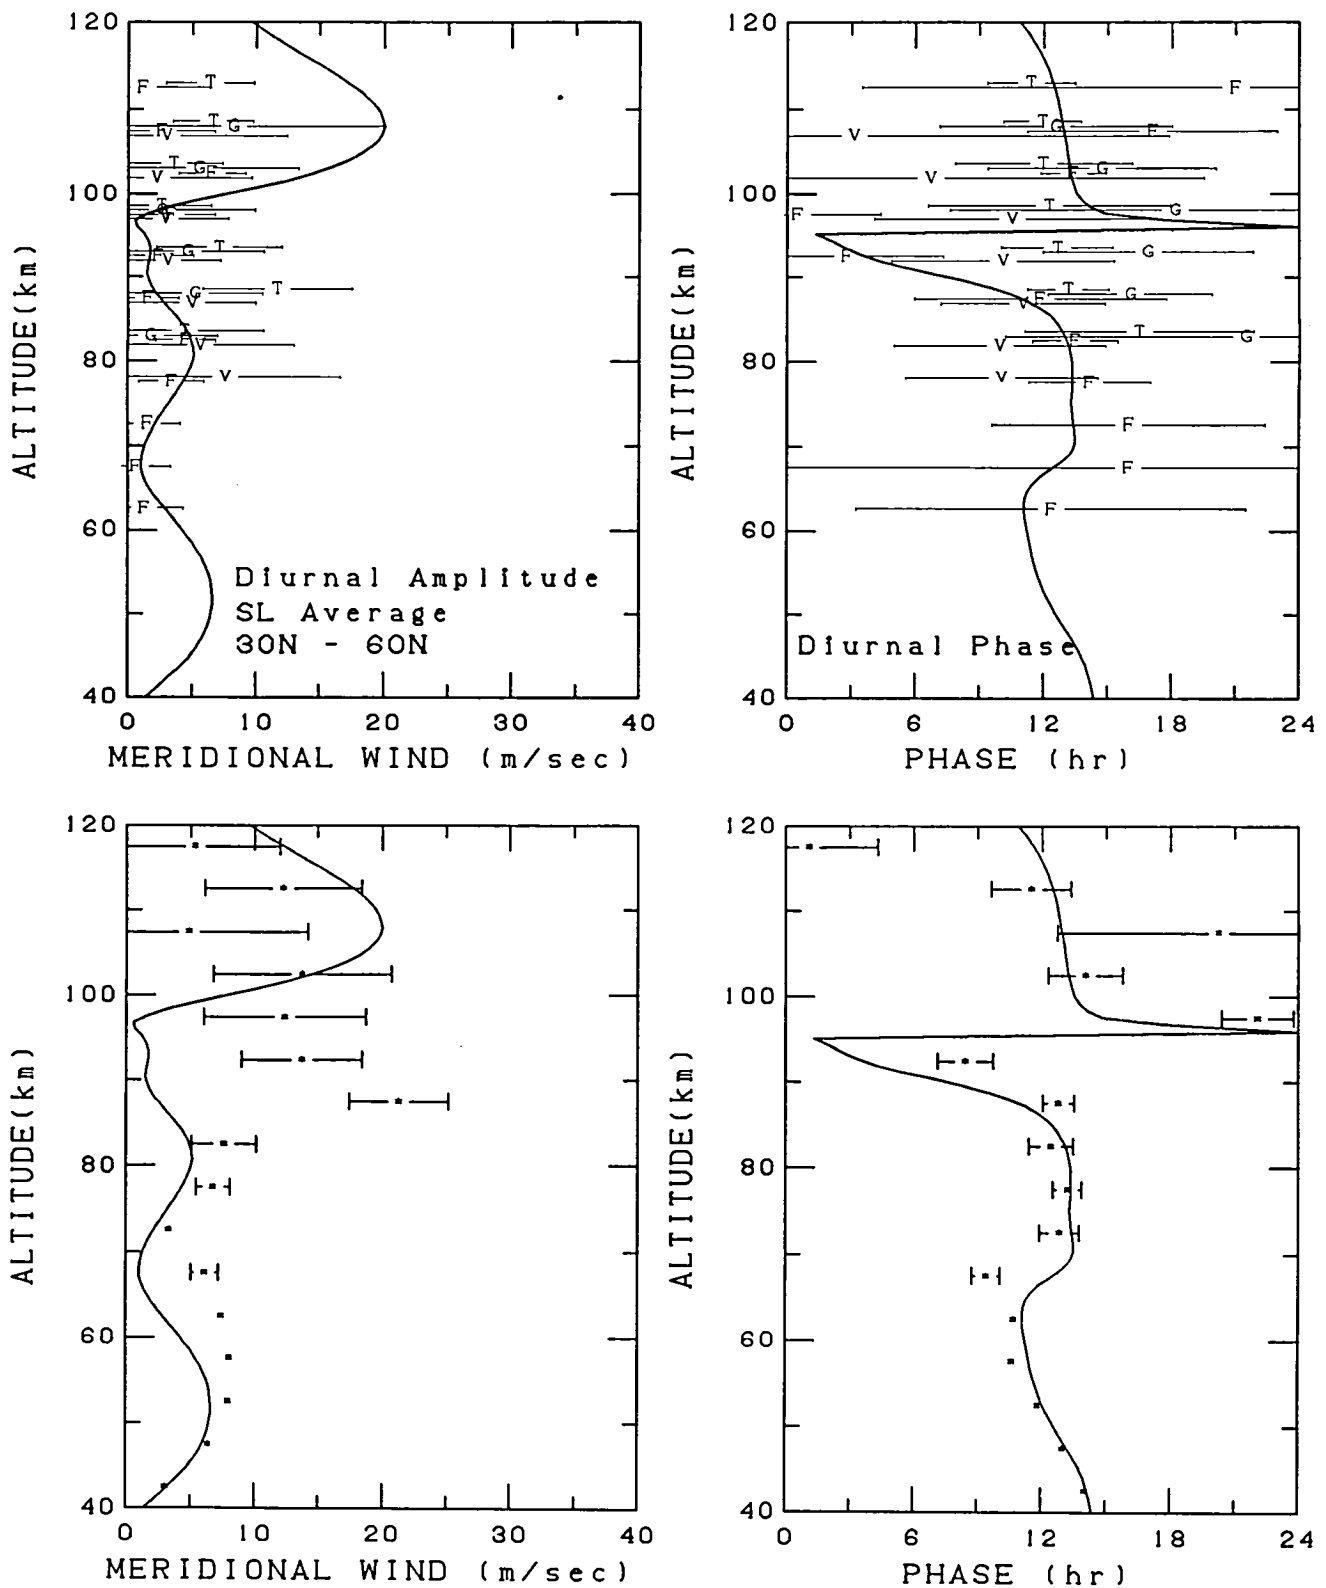 120
100
80
60
40
ALTITUDE(km)
F T
T
F G
V
T
G
V F
T
G
V
T
G
F
V
T
G
F V
T
G
F
V
V
F
F
F
F
Diurnal Amplitude
SL Average
30N - 60N
0 10 20 30 40
MERIDIONAL WIND (m/sec)
120
100
80
60
40
ALTITUDE(km)
T
F
T
G
V F
T
G
V F
T
F V G
T
G
F V
T
F G
V
T
G
V F
V
F
F
F
F
Diurnal Phase
0 6 12 18 24
PHASE (hr)
120
100
80
60
40
ALTITUDE(km)
0 10 20 30 40
MERIDIONAL WIND (m/sec)
120
100
80
60
40
ALTITUDE(km)
0 6 12 18 24
PHASE (hr)